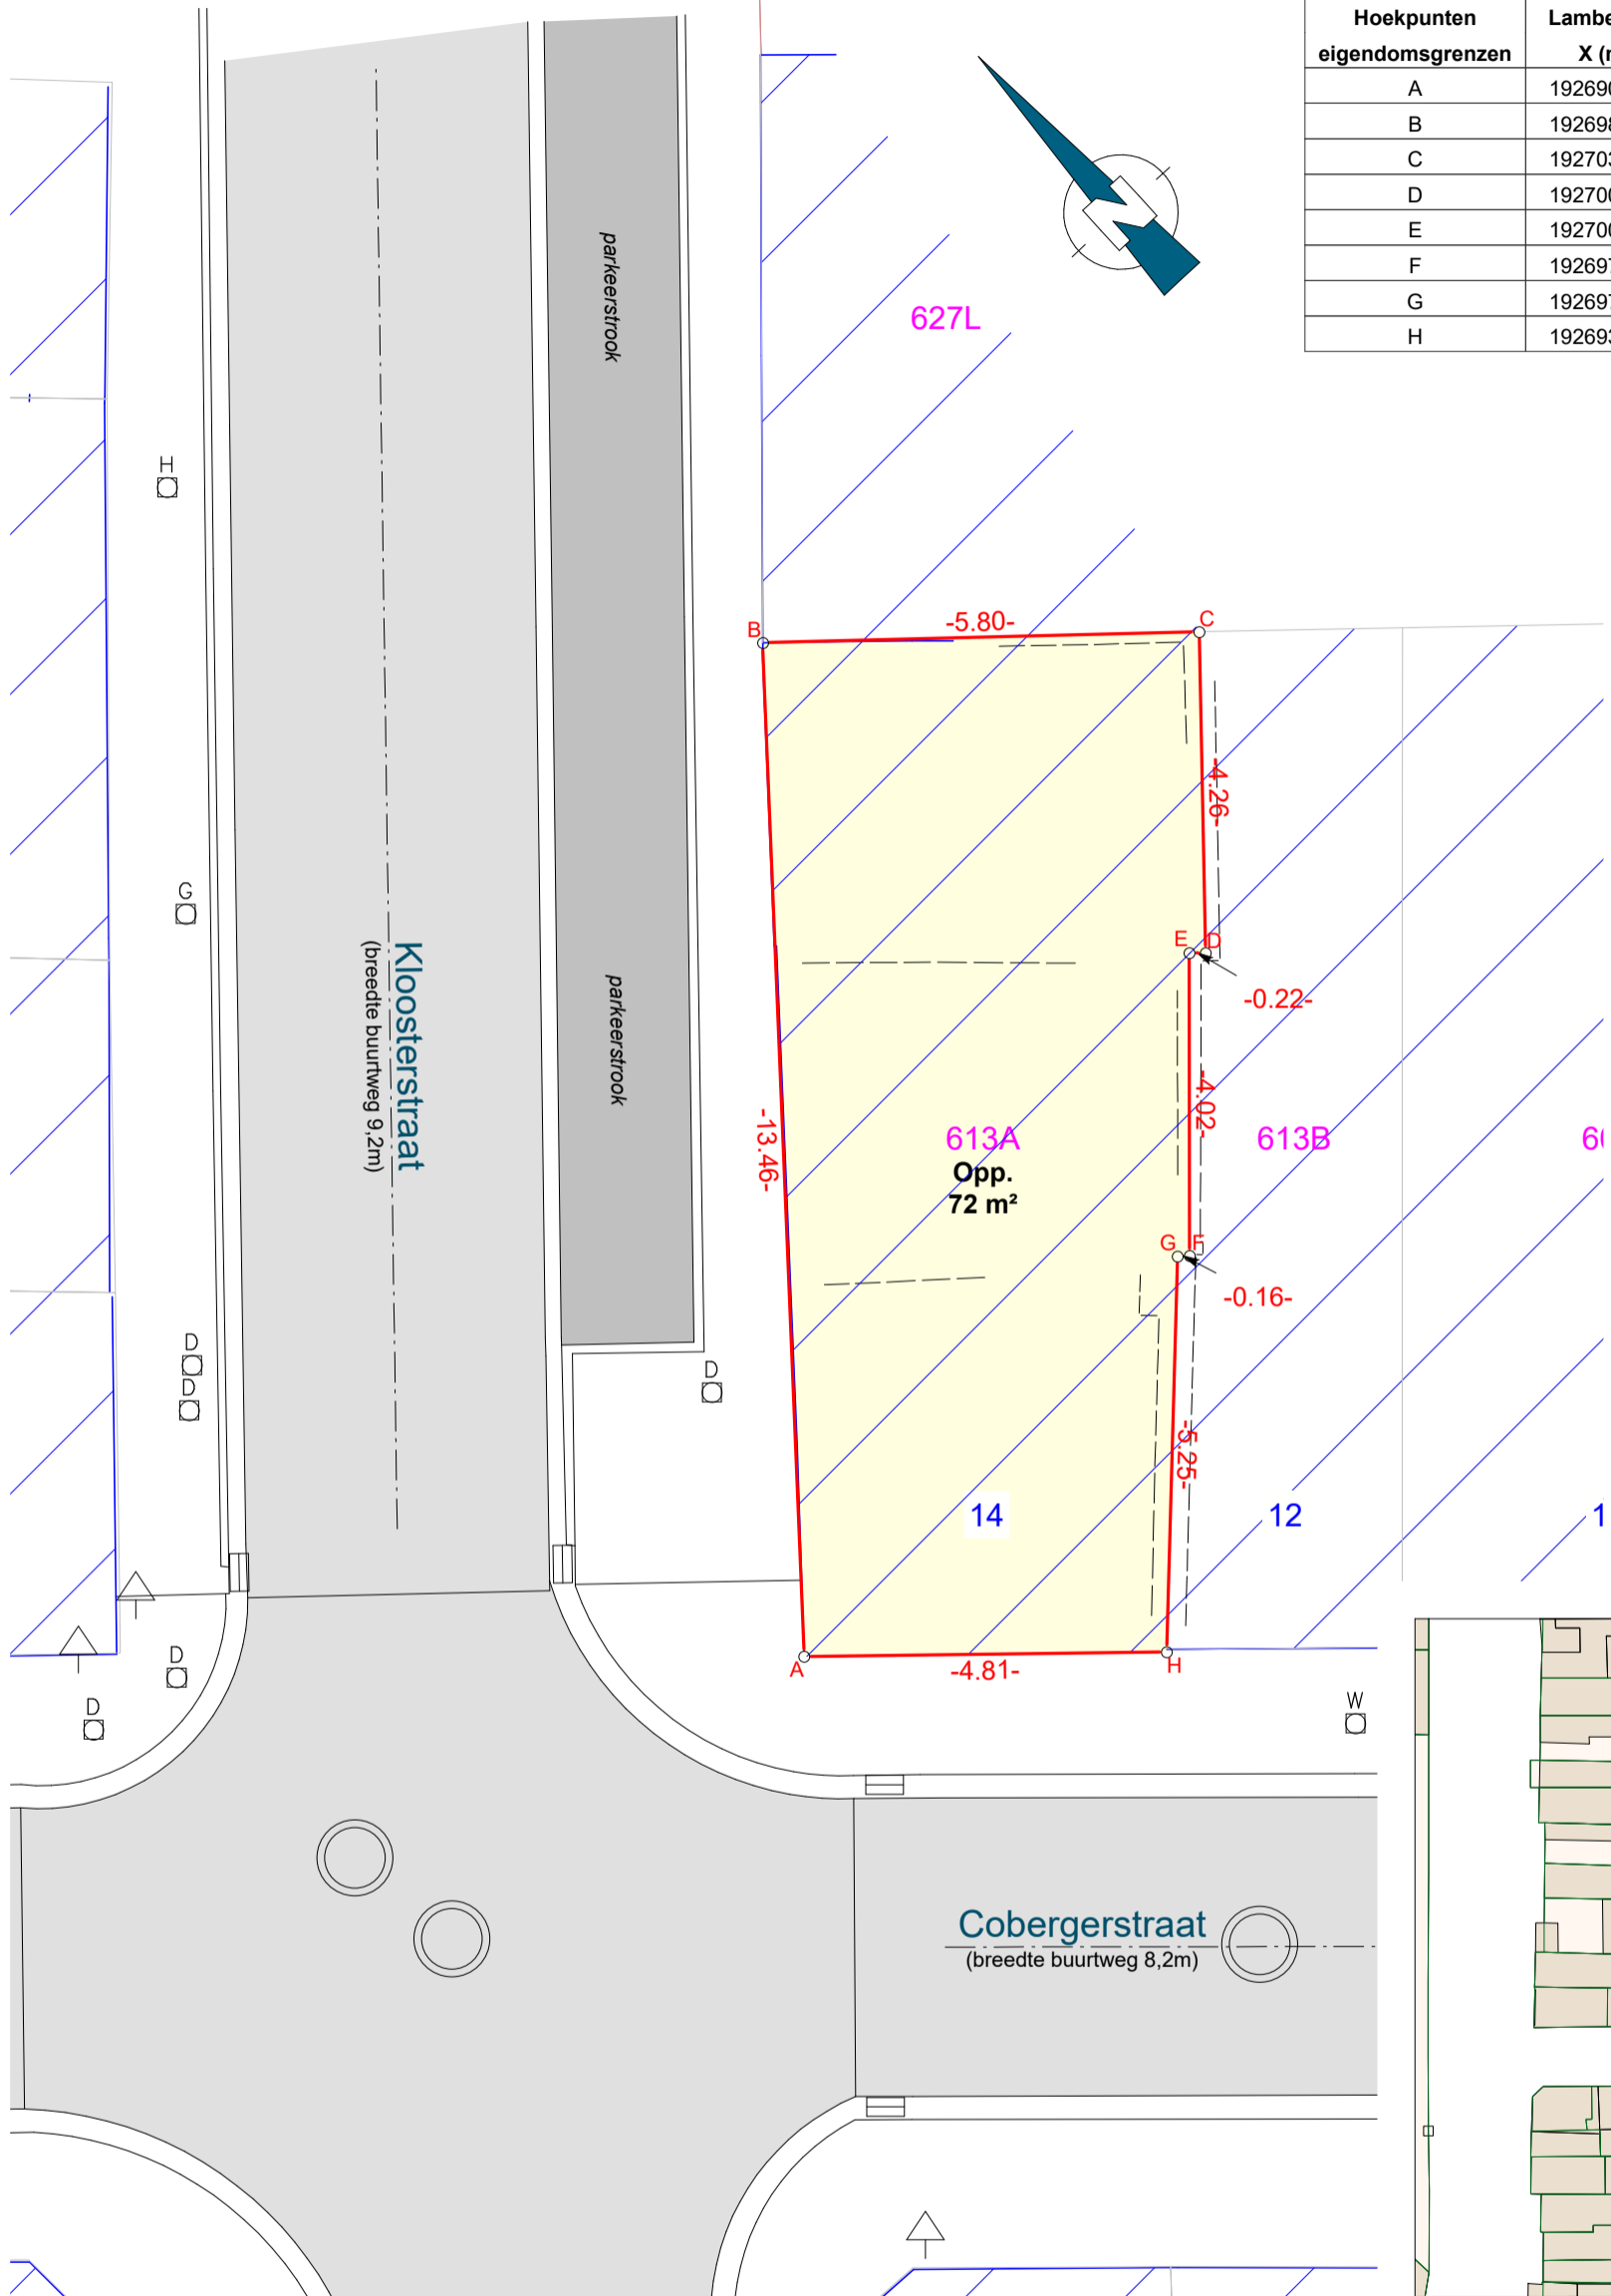 Hoekpunten
eigendomsgrenzen
A
B
C
D
E
F
G
H
N
627L
parkeerstrook
H
B
-5.80-
C
-4.26-
G
Kloosterstraat
(breedte buurtweg 9,2m)
parkeerstrook
E
D
-0.22-
-4.02-
-13.46-
613A
613B
Opp.
72 m²
G
F
-0.16-
D
D
D
-5.25-
14
12
A
-4.81-
H
D
D
W
Cobergerstraat
(breedte buurtweg 8,2m)